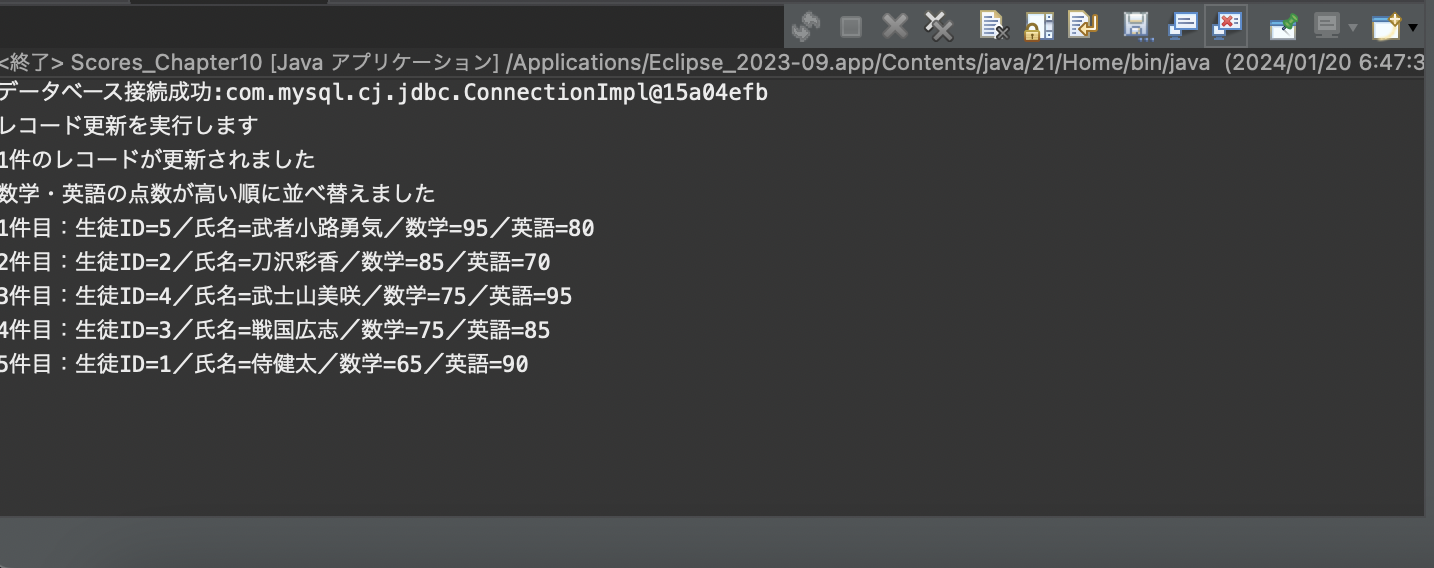 <終了> Scores_Chapter10 [Java アプリケーション] /Applications/Eclipse_2023-09.app/Contents/java/21/Home/bin/java  (2024/01/20 6:47:3
データベース接続成功:com.mysql.cj.jdbc.ConnectionImpl@15a04efb
レコード更新を実行します
1件のレコードが更新されました
数学・英語の点数が高い順に並べ替えました
1件目：生徒ID=5／氏名=武者小路勇気／数学=95／英語=80
2件目：生徒ID=2／氏名=刀沢彩香／数学=85／英語=70
3件目：生徒ID=4／氏名=武士山美咲／数学=75／英語=95
4件目：生徒ID=3／氏名=戦国広志／数学=75／英語=85
5件目：生徒ID=1／氏名=侍健太／数学=65／英語=90